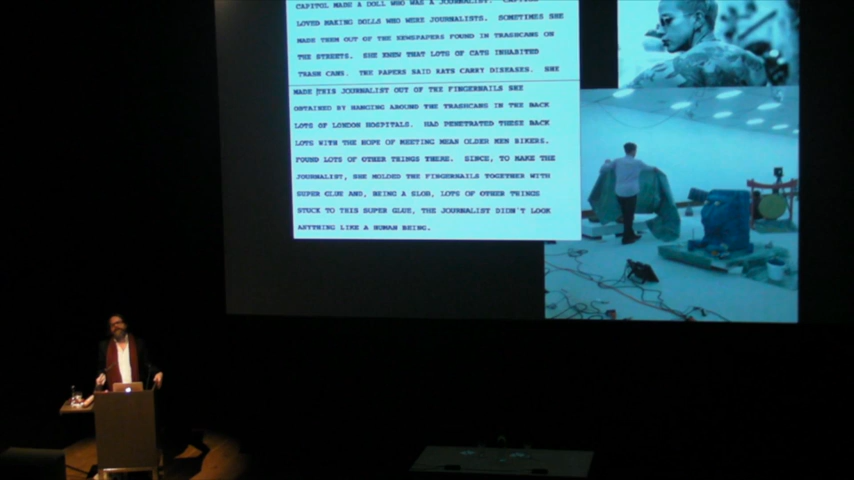 CAPITOL MADE A DOLL WHO WAS A JOURNALIST. CAPITOL
LOVED MAKING DOLLS WHO WERE JOURNALISTS. SOMETIMES SHE
MADE THEM OUT OF THE NEWSPAPERS FOUND IN TRASHCANS ON
THE STREETS. SHE KNEW THAT LOTS OF CATS INHABITED
TRASH CANS. THE PAPERS SAID RATS CARRY DISEASES. SHE
MADE THIS JOURNALIST OUT OF THE FINGERNAILS SHE
OBTAINED BY HANGING AROUND THE TRASHCANS IN THE BACK
LOTS OF LONDON HOSPITALS. HAD PENETRATED THESE BACK
LOTS WITH THE HOPE OF MEETING MEAN OLDER MEN BIKERS.
FOUND LOTS OF OTHER THINGS THERE. SINCE, TO MAKE THE
JOURNALIST, SHE MOLDED THE FINGERNAILS TOGETHER WITH
SUPER GLUE AND, BEING A SLOB, LOTS OF OTHER THINGS
STUCK TO THIS SUPER GLUE, THE JOURNALIST DIDN'T LOOK
ANYTHING LIKE A HUMAN BEING.